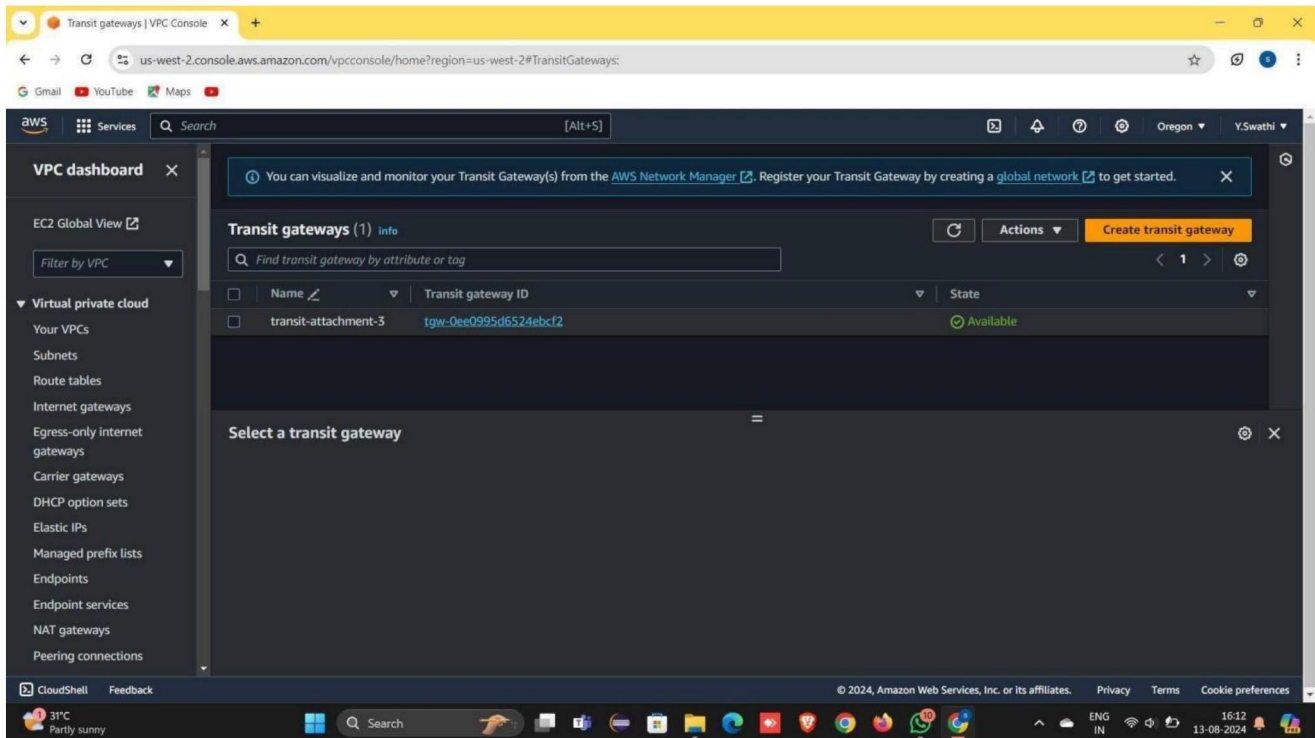 Transit gateways | VPC Console
us-west-2.console.aws.amazon.com/vpcconsole/home?region=us-west-2#TransitGateways:
S
Gmail YouTube Maps
aws Services Search [Alt+S] Oregon Y.Swathi
VPC dashboard
You can visualize and monitor your Transit Gateway(s) from the AWS Network Manager. Register your Transit Gateway by creating a global network to get started.
EC2 Global View
Filter by VPC
Virtual private cloud
Your VPCs
Subnets
Route tables
Internet gateways
Egress-only internet
gateways
Carrier gateways
DHCP option sets
Elastic IPs
Managed prefix lists
Endpoints
Endpoint services
NAT gateways
Peering connections
Transit gateways (1) info
Actions
Create transit gateway
Find transit gateway by attribute or tag
1
Name Transit gateway ID State
transit-attachment-3 tgw-0ee0995d6524ebcf2 Available
Select a transit gateway
CloudShell Feedback
© 2024, Amazon Web Services, Inc. or its affiliates. Privacy Terms Cookie preferences
1
31°C
Partly sunny
Search
10
ENG
IN
16:12
13-08-2024